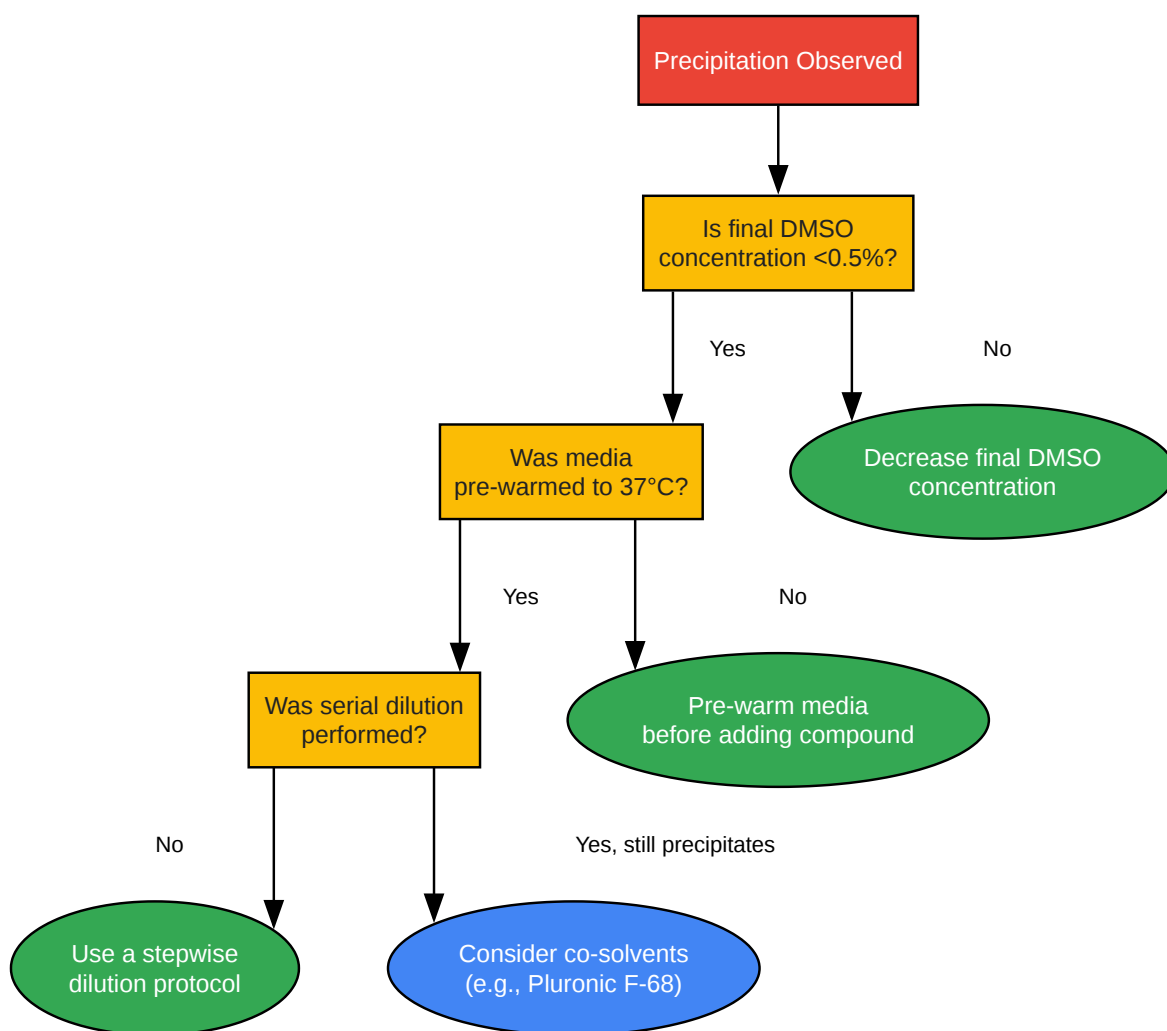 Precipitation Observed
Is final DMSO
concentration <0.5%?
Yes
No
Was media
pre-warmed to 37°C?
Decrease final DMSO
concentration
Yes
No
Was serial dilution
performed?
Pre-warm media
before adding compound
No
Yes, still precipitates
Use a stepwise
dilution protocol
Consider co-solvents
(e.g., Pluronic F-68)